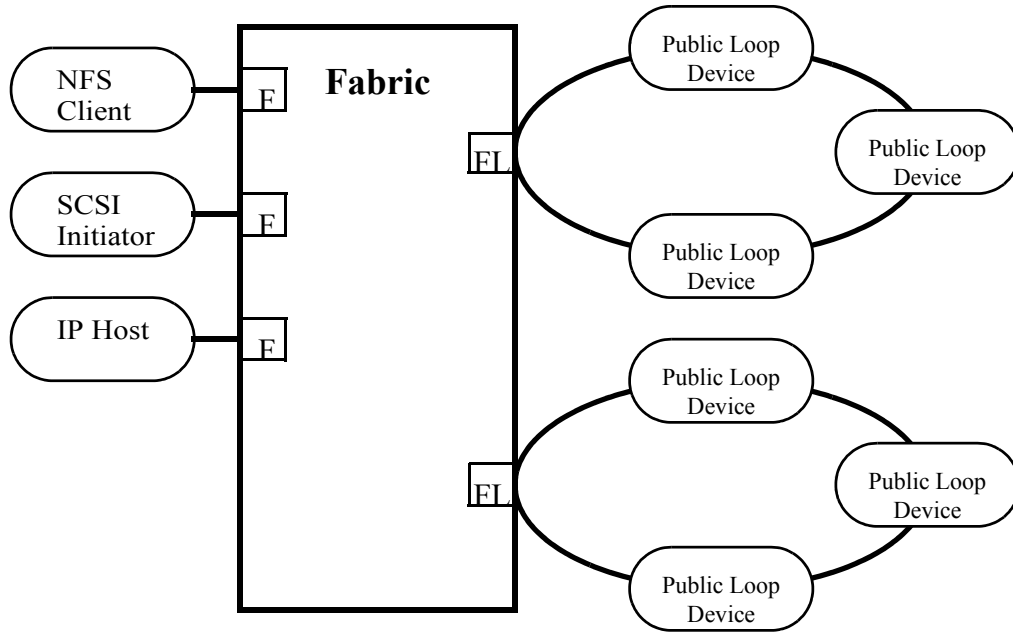 NFS
Client
F
SCSI
Initiator
F
IP Host
F
Fabric
FL
FL
Public Loop
Device
Public Loop
Device
Public Loop
Device
Public Loop
Device
Public Loop
Device
Public Loop
Device